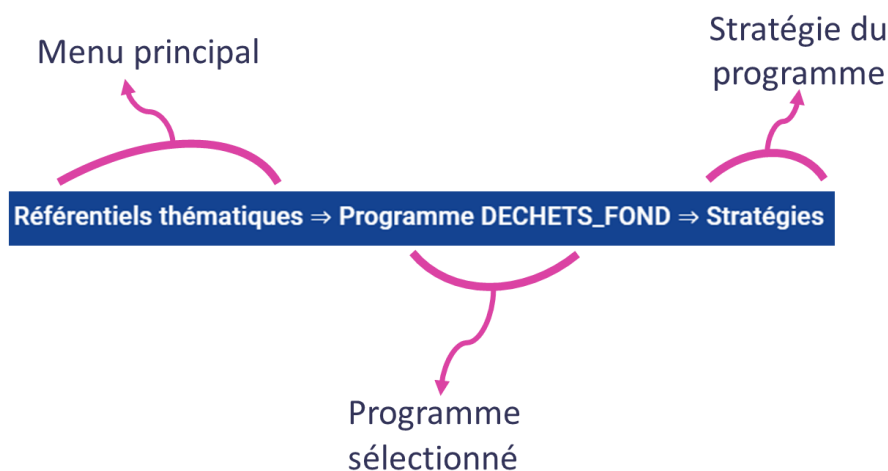 Menu principal
Stratégie du
programme
Référentiels thématiques ⇒ Programme DECHETS_FOND ⇒ Stratégies
Programme
sélectionné